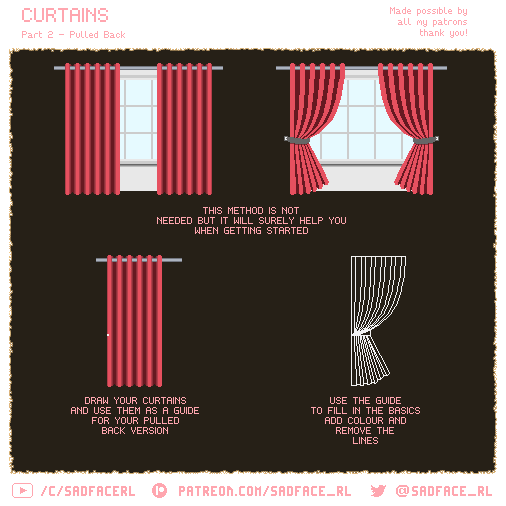 CURTAINS
Part 2 - Pulled Back
Made possible by
all my patrons
thank you!
THIS METHOD IS NOT
NEEDED BUT IT WILL SURELY HELP YOU
WHEN GETTING STARTED
DRAW YOUR CURTAINS
AND USE THEM AS A GUIDE
FOR YOUR PULLED
BACK VERSION
USE THE GUIDE
TO FILL IN THE BASICS
ADD COLOUR AND
REMOVE THE
LINES
/C/SADFACERL
PATREON.COM/SADFACE_RL
@SADFACE_RL